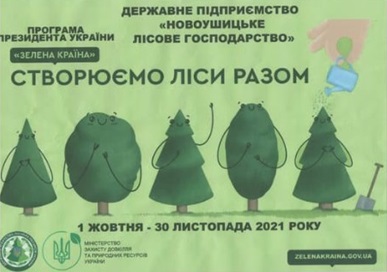 ПРОГРАМА
ПРЕЗИДЕНТА УКРАЇНИ
«ЗЕЛЕНА КРАЇНА»
ДЕРЖАВНЕ ПІДПРИЄМСТВО
«НОВОУШИЦЬКЕ
ЛІСОВЕ ГОСПОДАРСТВО»
СТВОРЮЄМО ЛІСИ РАЗОМ
1 ЖОВТНЯ - 30 ЛИСТОПАДА 2021 РОКУ
МІНІСТЕРСТВО
ЗАХИСТУ ДОВКІЛЛЯ
ТА ПРИРОДНИХ РЕСУРСІВ
УКРАЇНИ
ZELENAKRAINA.GOV.UA